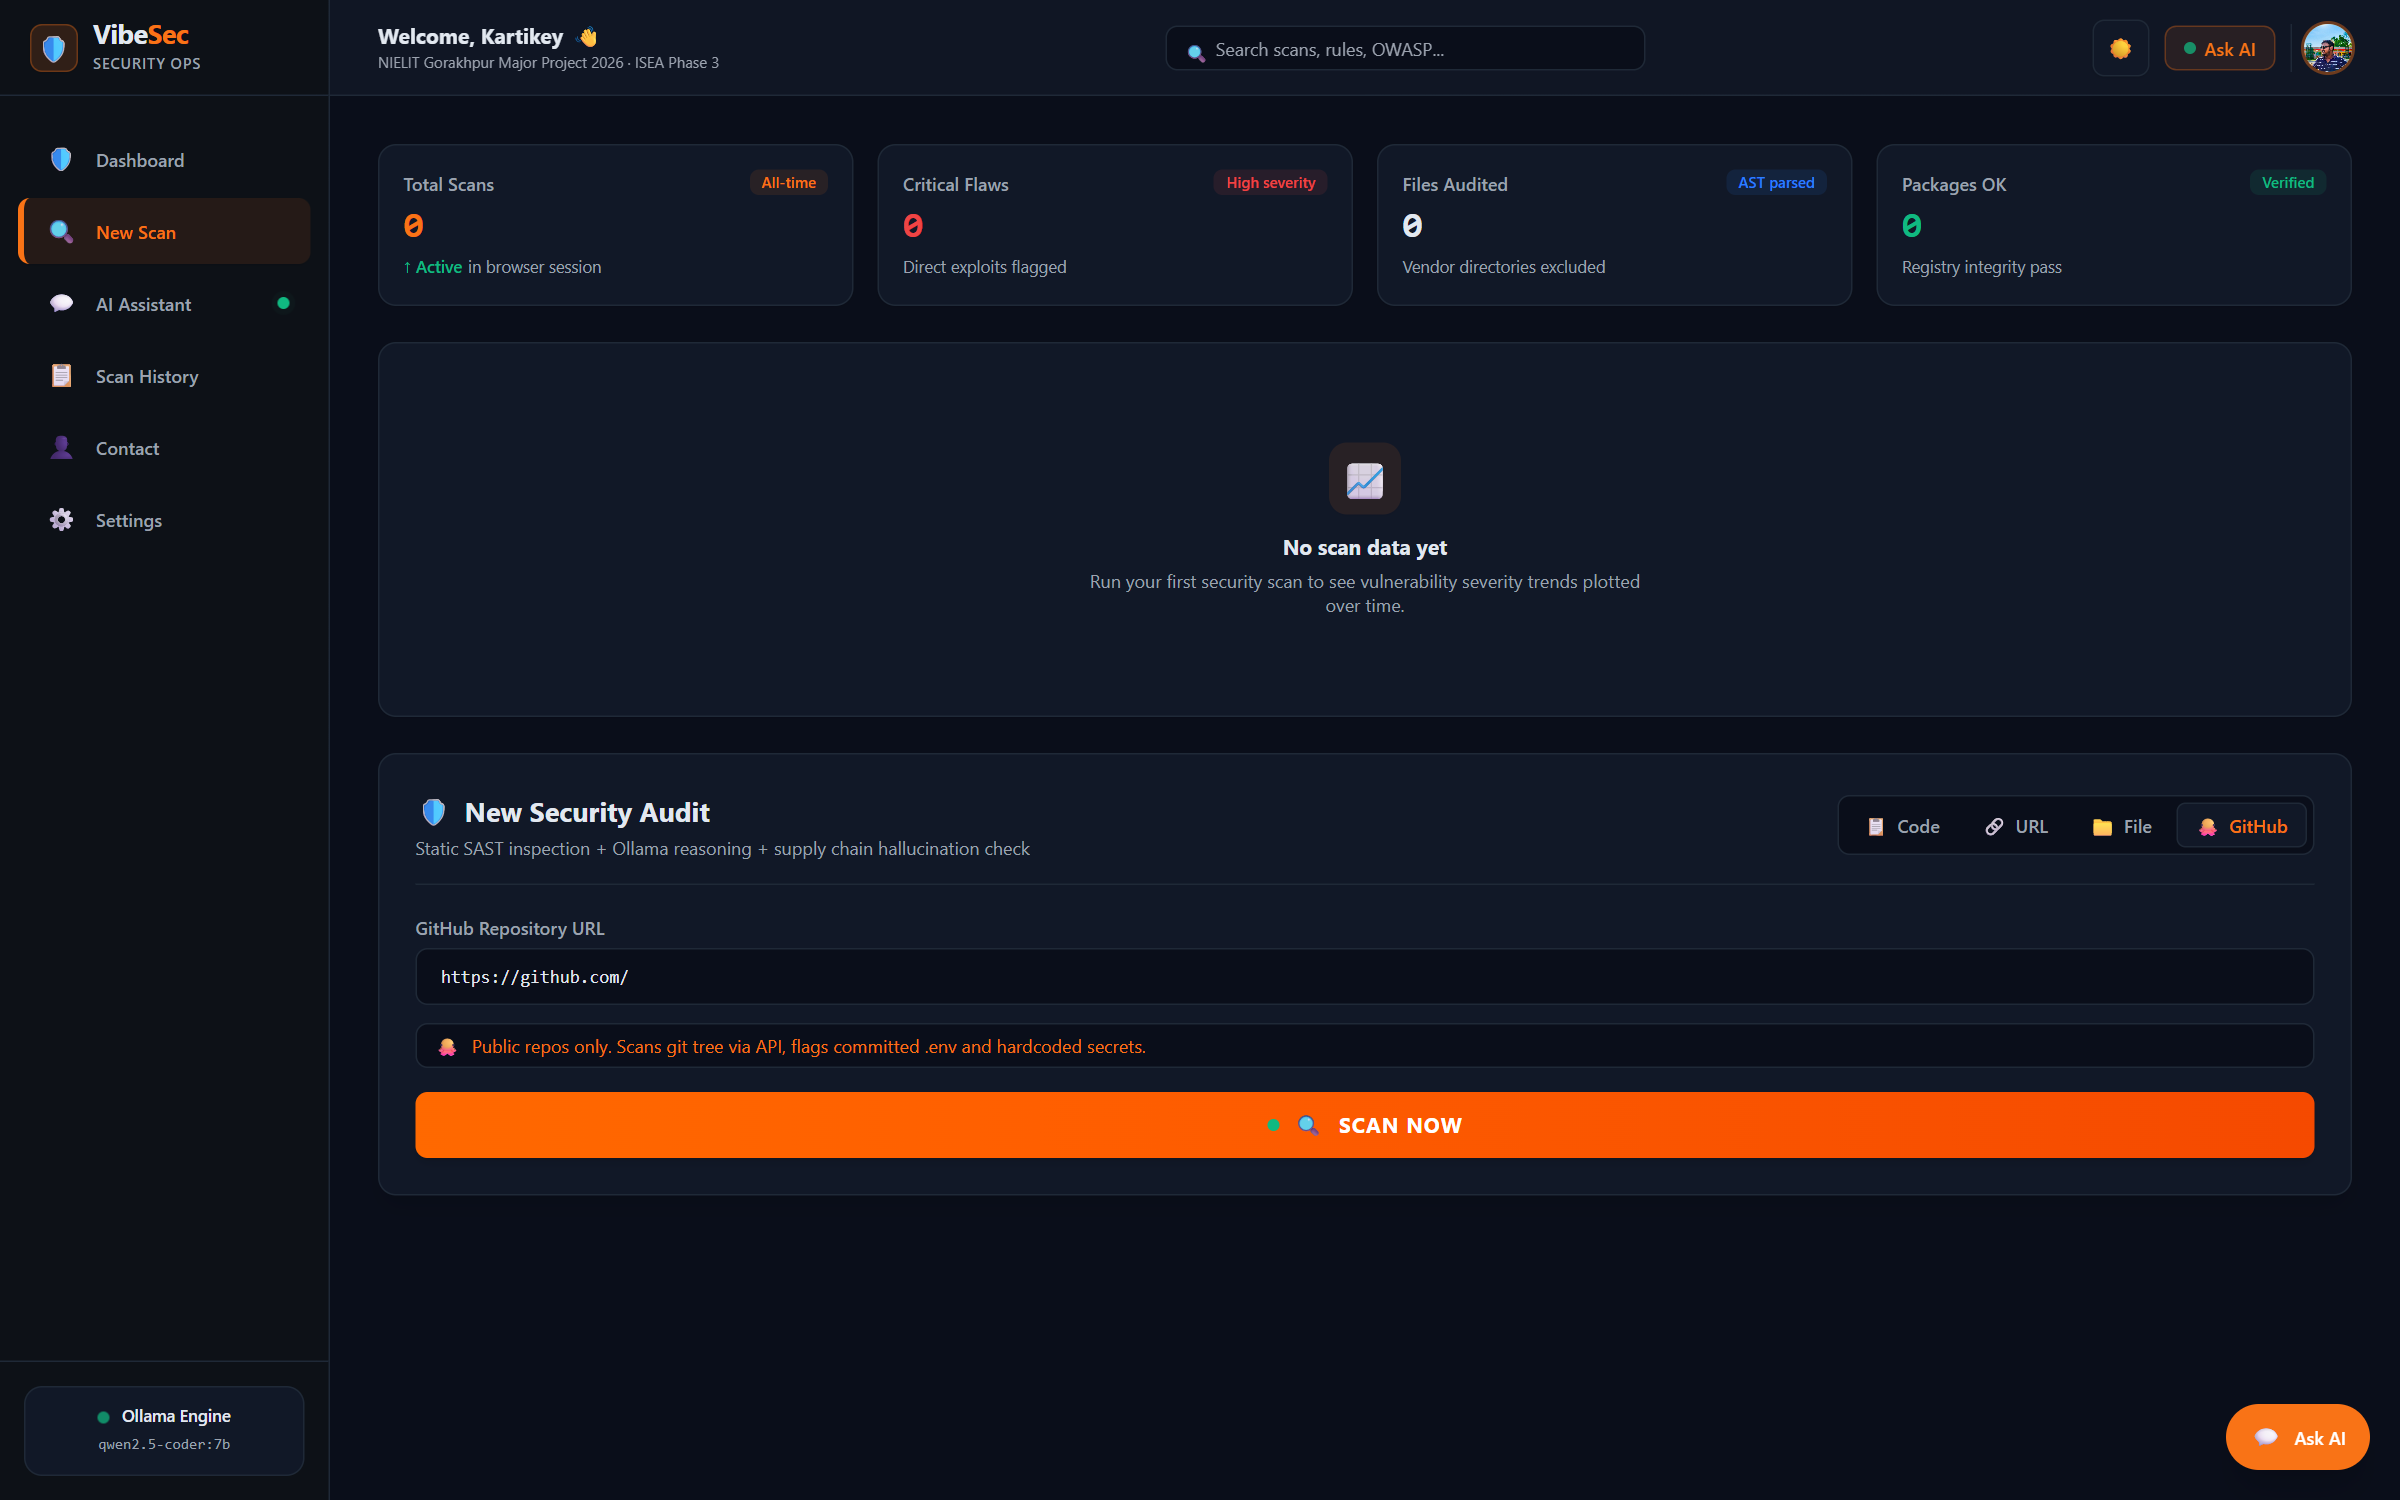 VibeSec
SECURITY OPS
Welcome, Kartikey
NIELIT Gorakhpur Major Project 2026 · ISEA Phase 3
Search scans, rules, OWASP...
Ask AI
Dashboard
New Scan
AI Assistant
Scan History
Contact
Settings
Total Scans
All-time
0
↑ Active in browser session
Critical Flaws
High severity
0
Direct exploits flagged
Files Audited
AST parsed
0
Vendor directories excluded
Packages OK
Verified
0
Registry integrity pass
No scan data yet
Run your first security scan to see vulnerability severity trends plotted
over time.
New Security Audit
Static SAST inspection + Ollama reasoning + supply chain hallucination check
Code
URL
File
GitHub
GitHub Repository URL
https://github.com/
Public repos only. Scans git tree via API, flags committed .env and hardcoded secrets.
SCAN NOW
Ollama Engine
qwen2.5-coder:7b
Ask AI